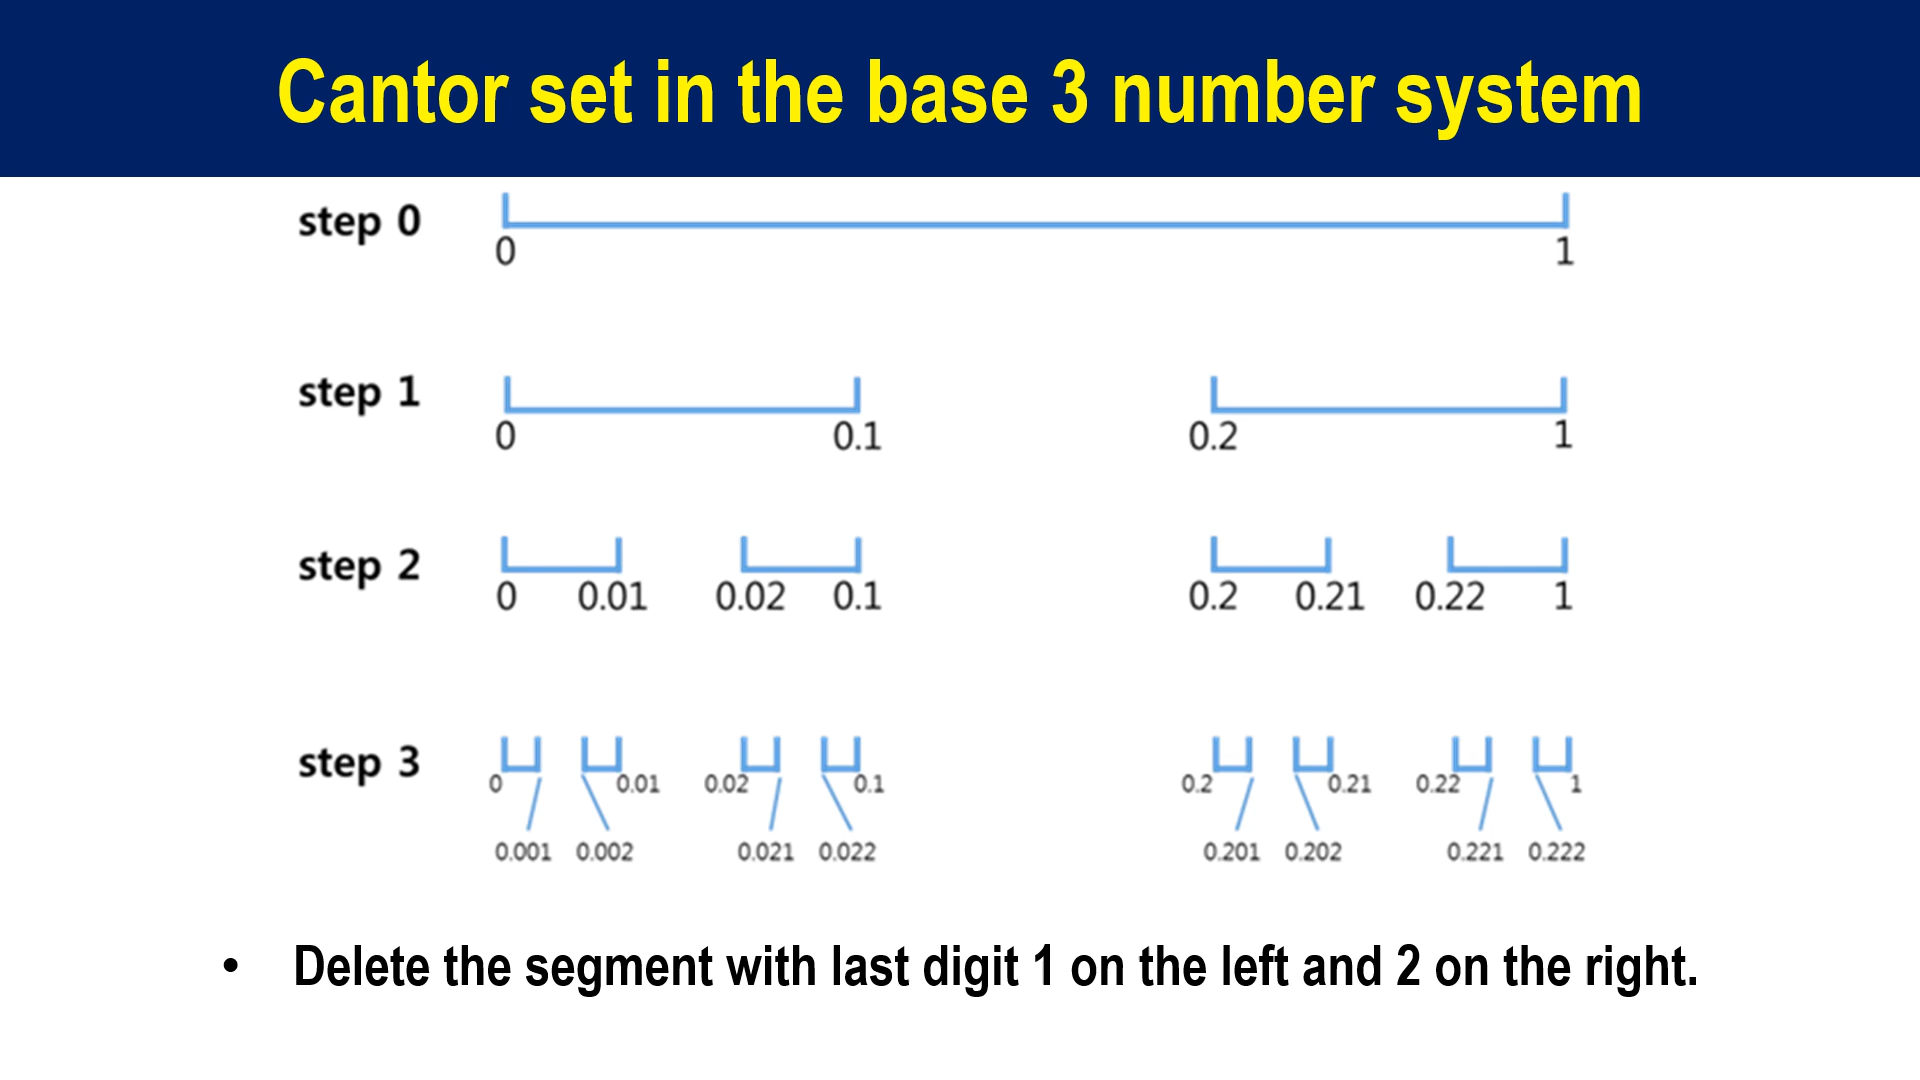 Cantor set in the base 3 number system
step 0
0 1
step 1
0 0.1 0.2 1
step 2
0 0.01 0.02 0.1 0.2 0.21 0.22 1
step 3
0 0.01 0.02 0.1 0.2 0.21 0.22 1
0.001 0.002 0.021 0.022 0.201 0.202 0.221 0.222
• Delete the segment with last digit 1 on the left and 2 on the right.